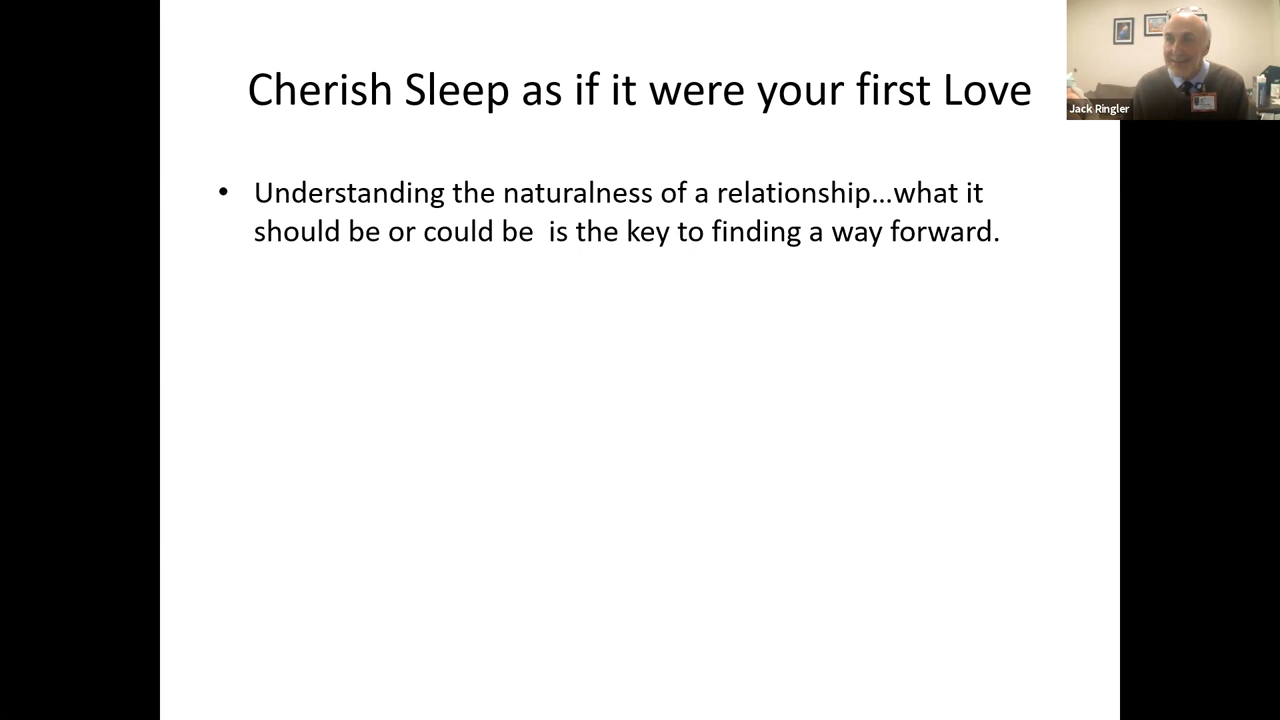 Cherish Sleep as if it were your first Love
Jack Ringler
• Understanding the naturalness of a relationship...what it
should be or could be  is the key to finding a way forward.